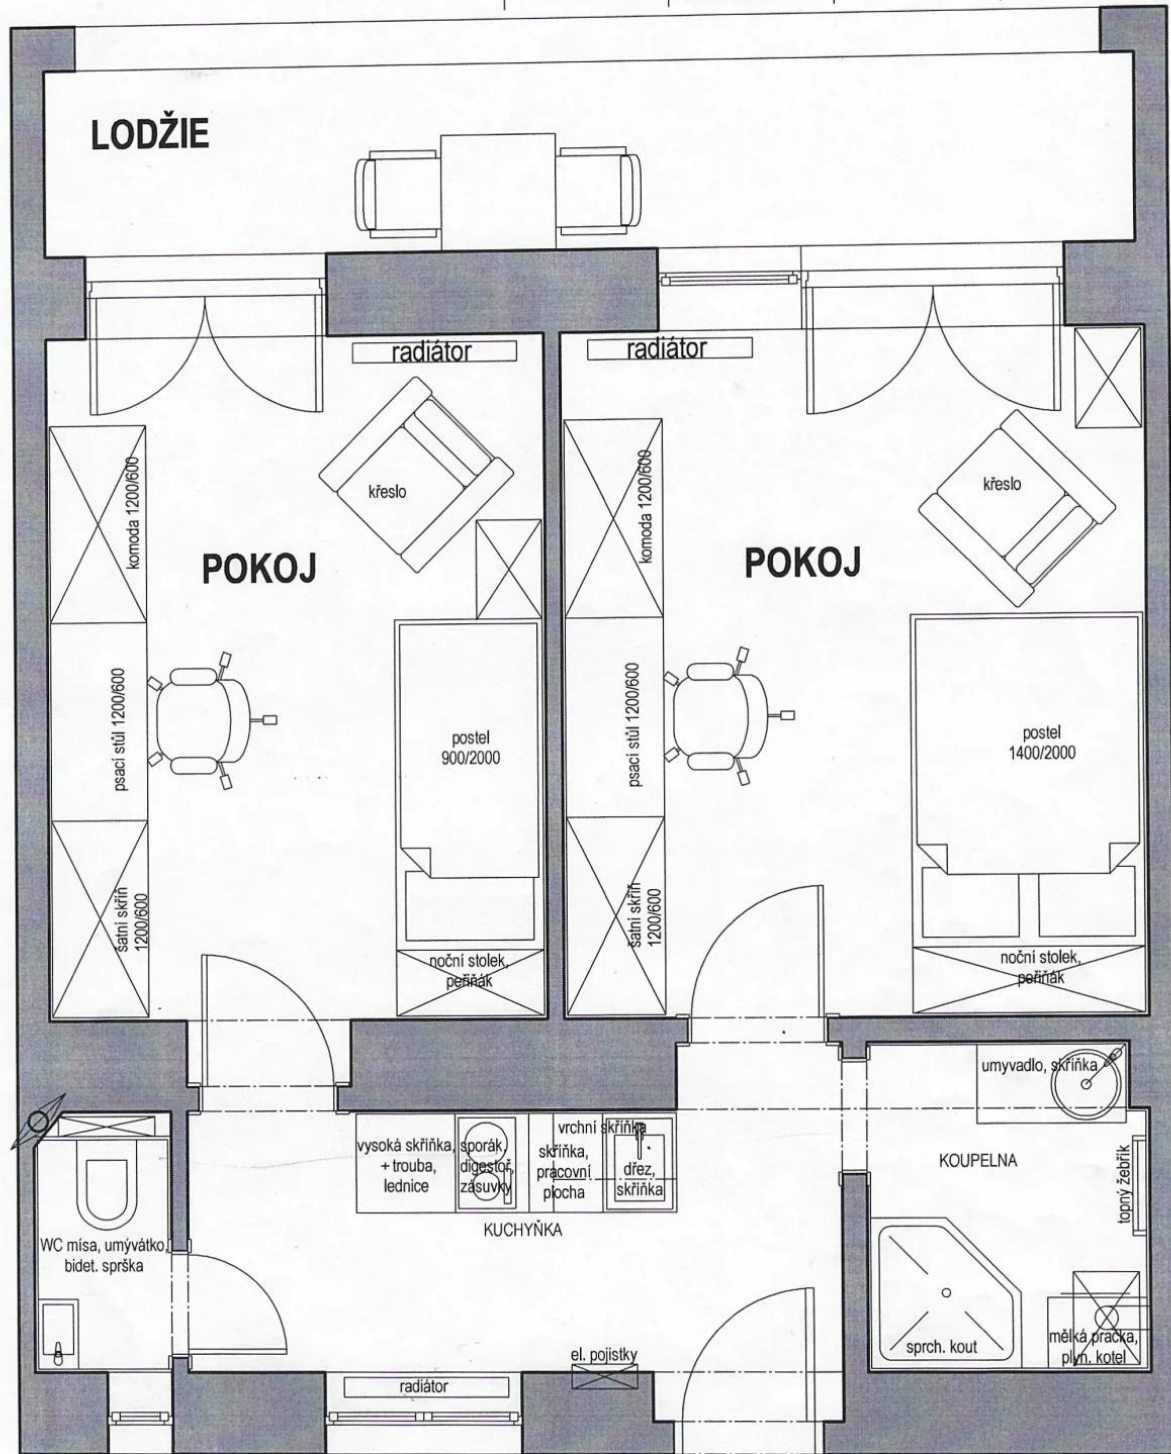 LODŽIE
radiátor
radiátor
komoda 1200/600
křeslo
POKOJ
psací stůl 1200/600
postel
900/2000
šatní skříň
1200/600
noční stolek,
peřiňák
komoda 1200/600
křeslo
POKOJ
psací stůl 1200/600
postel
1400/2000
šatní skříň
1200/600
noční stolek,
peřiňák
umyvadlo, skříňka
KOUPELNA
topný žebřík
sprch. kout
mělká pračka,
plyn. kotel
vysoká skříňka,
+ trouba,
lednice
sporák,
digestoř,
zásuvky
vrchní skříňka
skříňka,
pracovní
plocha
dřez,
skříňka
KUCHYŇKA
WC mísa, umývátko,
bidet. sprška
el. pojistky
radiátor